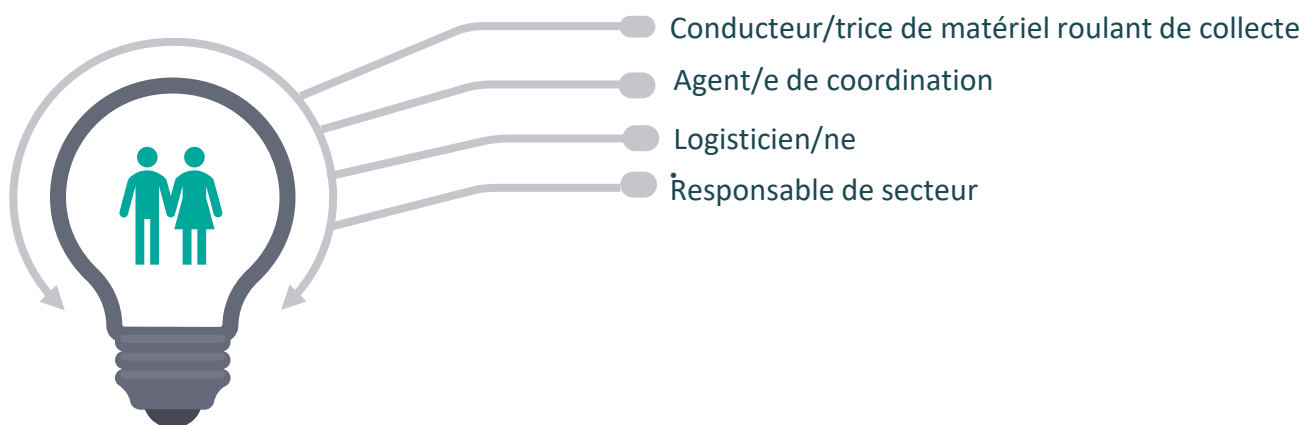 Conducteur/trice de matériel roulant de collecte
Agent/e de coordination
Logisticien/ne
Responsable de secteur